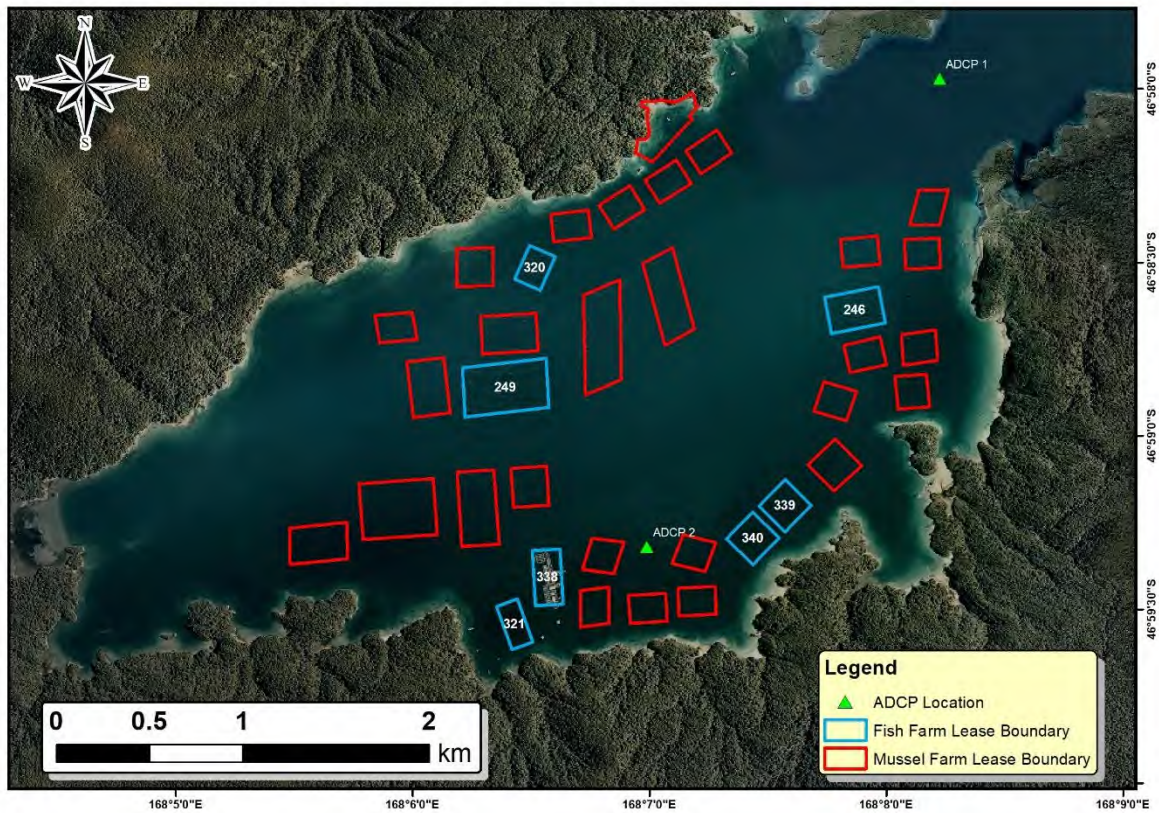 N
W E
S
ADCP 1
46°58'0"S
320
46°58'30"S
246
249
46°59'0"S
339
ADCP 2
340
338
46°59'30"S
321
Legend
ADCP Location
Fish Farm Lease Boundary
Mussel Farm Lease Boundary
0 0.5 1 2
km
168°5'0"E 168°6'0"E 168°7'0"E 168°8'0"E 168°9'0"E